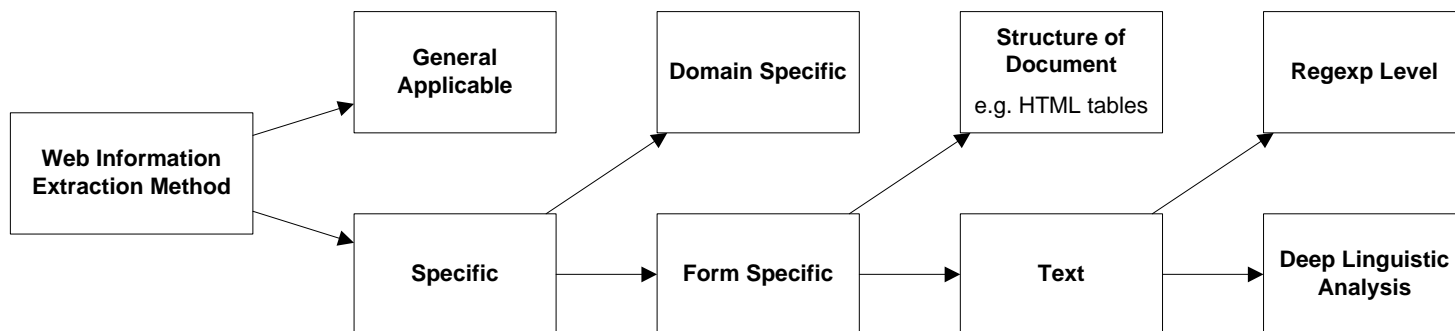 General
Applicable
Domain Specific
Structure of
Document
e.g. HTML tables
Regexp Level
Web Information
Extraction Method
Specific
Form Specific
Text
Deep Linguistic
Analysis